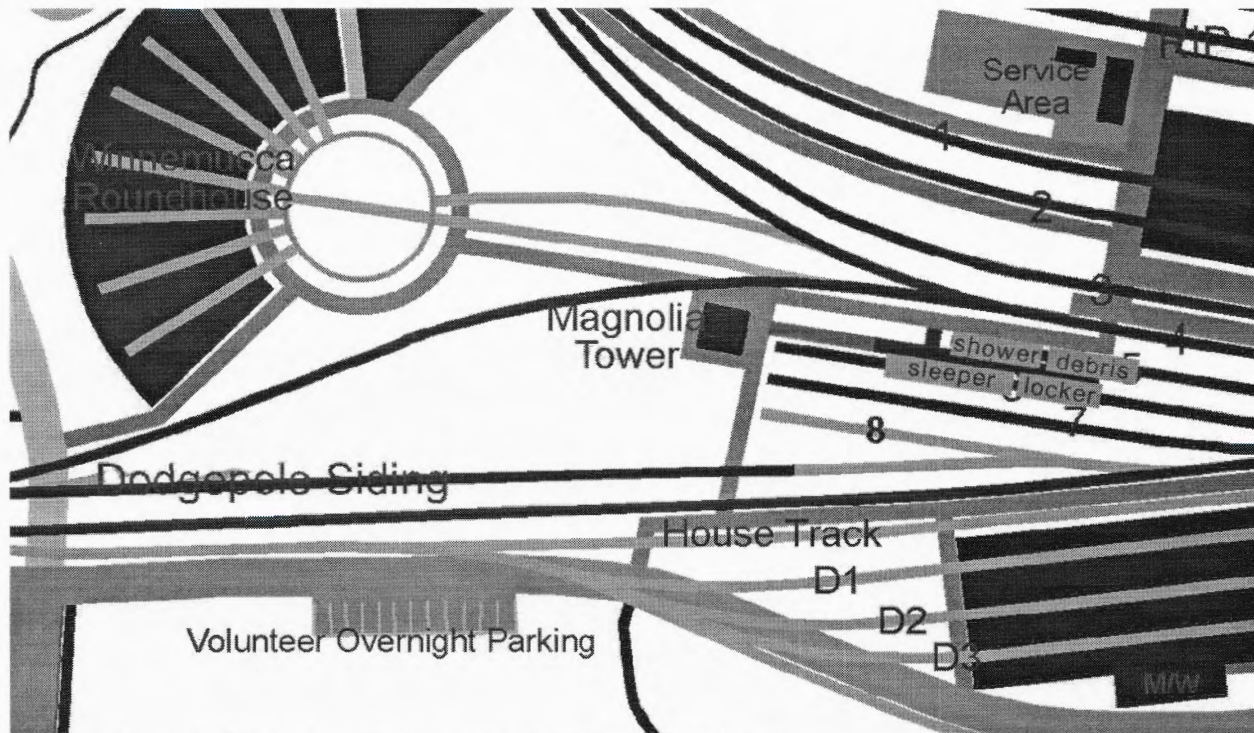 RIP
Service
Area
1
Winnemusca
Roundhouse
2
3
Magnolia
Tower
4
shower
debris
5
sleeper
locker
7
8
Dodgepole Siding
House Track
D1
D2
Volunteer Overnight Parking
D3
M/W